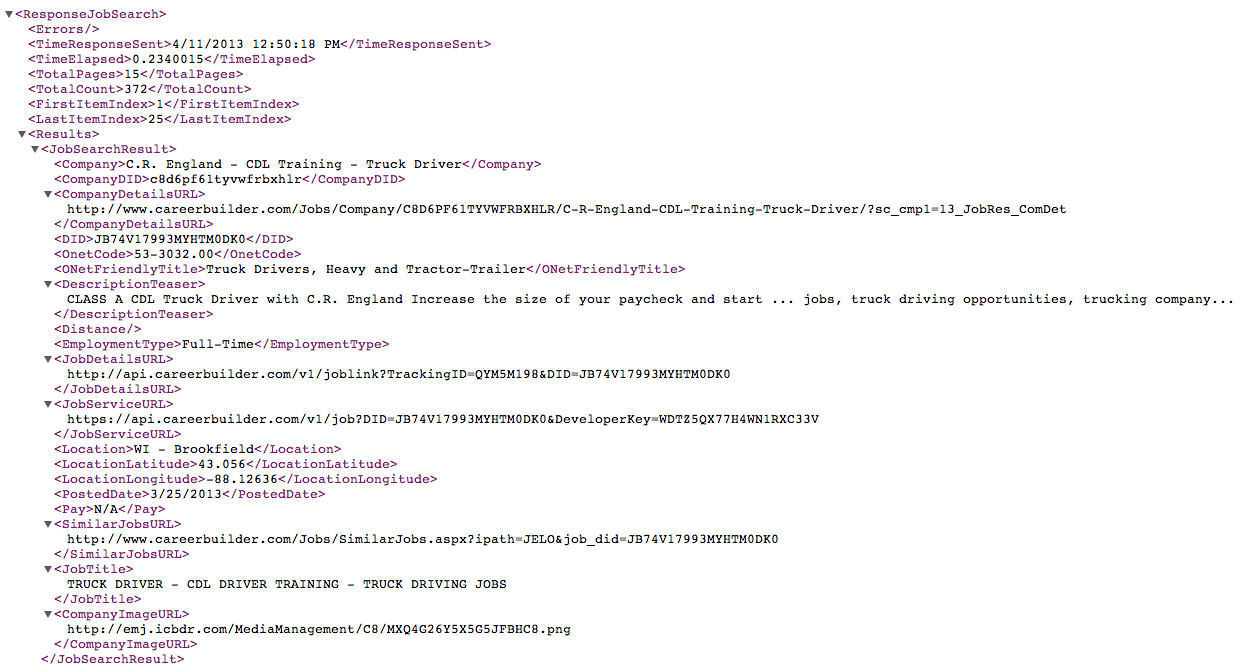 ▼<ResponseJobSearch>
<Errors/>
<TimeResponseSent>4/11/2013 12:50:18 PM</TimeResponseSent>
<TimeElapsed>0.2340015</TimeElapsed>
<TotalPages>15</TotalPages>
<TotalCount>372</TotalCount>
<FirstItemIndex>1</FirstItemIndex>
<LastItemIndex>25</LastItemIndex>
▼<Results>
▼<JobSearchResult>
<Company>C.R. England - CDL Training - Truck Driver</Company>
<CompanyDID>c8d6pf61tyvwfrbxhlr</CompanyDID>
▼<CompanyDetailsURL>
http://www.careerbuilder.com/Jobs/Company/C8D6PF61TYVWFRBXHLR/C-R-England-CDL-Training-Truck-Driver/?sc_cmp1=13_JobRes_ComDet
</CompanyDetailsURL>
<DID>JB74V17993MYHTM0DK0</DID>
<OnetCode>53-3032.00</OnetCode>
<ONetFriendlyTitle>Truck Drivers, Heavy and Tractor-Trailer</ONetFriendlyTitle>
▼<DescriptionTeaser>
CLASS A CDL Truck Driver with C.R. England Increase the size of your paycheck and start ... jobs, truck driving opportunities, trucking company...
</DescriptionTeaser>
<Distance/>
<EmploymentType>Full-Time</EmploymentType>
▼<JobDetailsURL>
http://api.careerbuilder.com/v1/joblink?TrackingID=QYM5M198&DID=JB74V17993MYHTM0DK0
</JobDetailsURL>
▼<JobServiceURL>
https://api.careerbuilder.com/v1/job?DID=JB74V17993MYHTM0DK0&DeveloperKey=WDTZ5QX77H4WN1RXC33V
</JobServiceURL>
<Location>WI - Brookfield</Location>
<LocationLatitude>43.056</LocationLatitude>
<LocationLongitude>-88.12636</LocationLongitude>
<PostedDate>3/25/2013</PostedDate>
<Pay>N/A</Pay>
▼<SimilarJobsURL>
http://www.careerbuilder.com/Jobs/SimilarJobs.aspx?ipath=JELO&job_did=JB74V17993MYHTM0DK0
</SimilarJobsURL>
▼<JobTitle>
TRUCK DRIVER - CDL DRIVER TRAINING - TRUCK DRIVING JOBS
</JobTitle>
▼<CompanyImageURL>
http://emj.icbdr.com/MediaManagement/C8/MXQ4G26Y5X5G5JFBHC8.png
</CompanyImageURL>
</JobSearchResult>